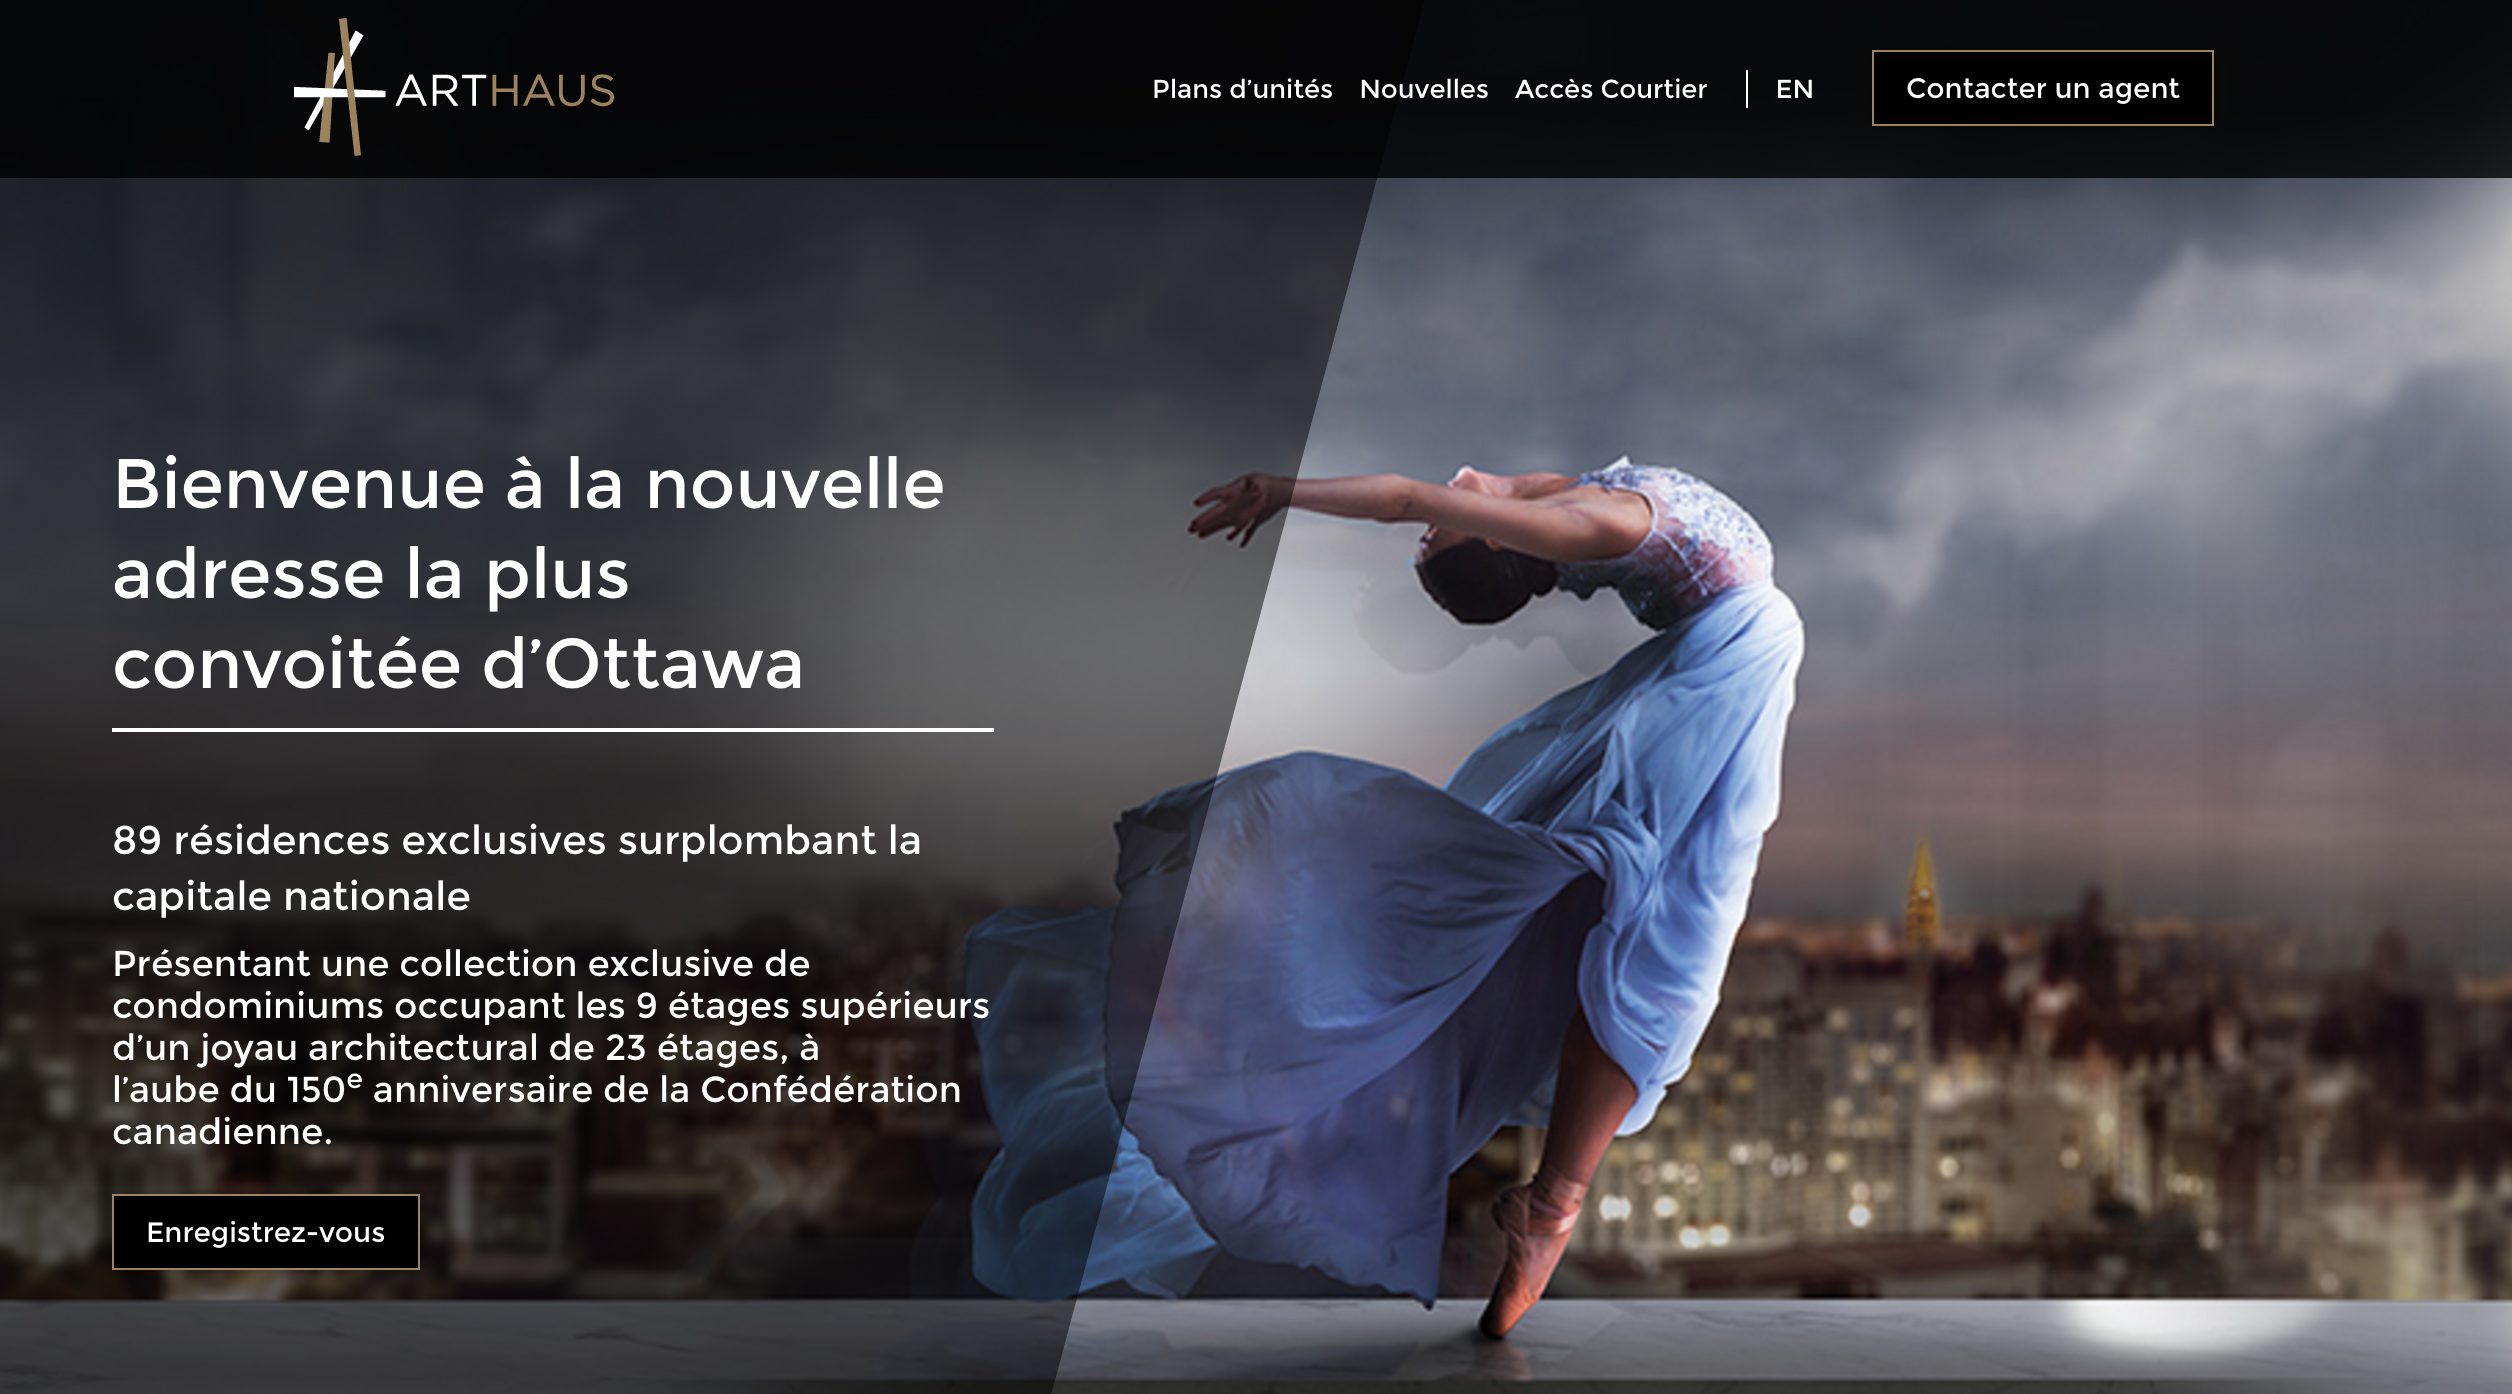 ARTHAUS
Plans d’unités
Nouvelles
Accès Courtier
EN
Contacter un agent
Bienvenue à la nouvelle
adresse la plus
convoitée d’Ottawa
89 résidences exclusives surplombant la
capitale nationale
Présentant une collection exclusive de
condominiums occupant les 9 étages supérieurs
d’un joyau architectural de 23 étages, à
l’aube du 150e anniversaire de la Confédération
canadienne.
Enregistrez-vous